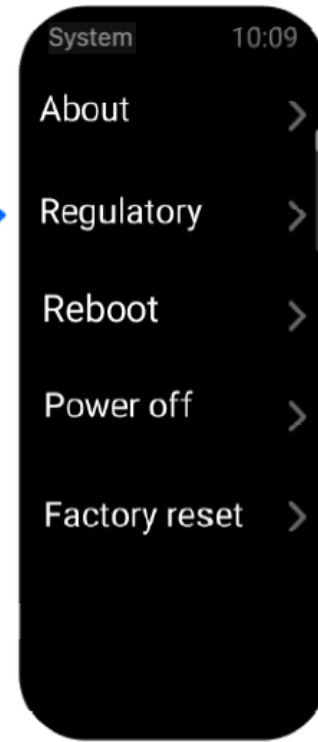 System 10:09
About
Regulatory
Reboot
Power off
Factory reset